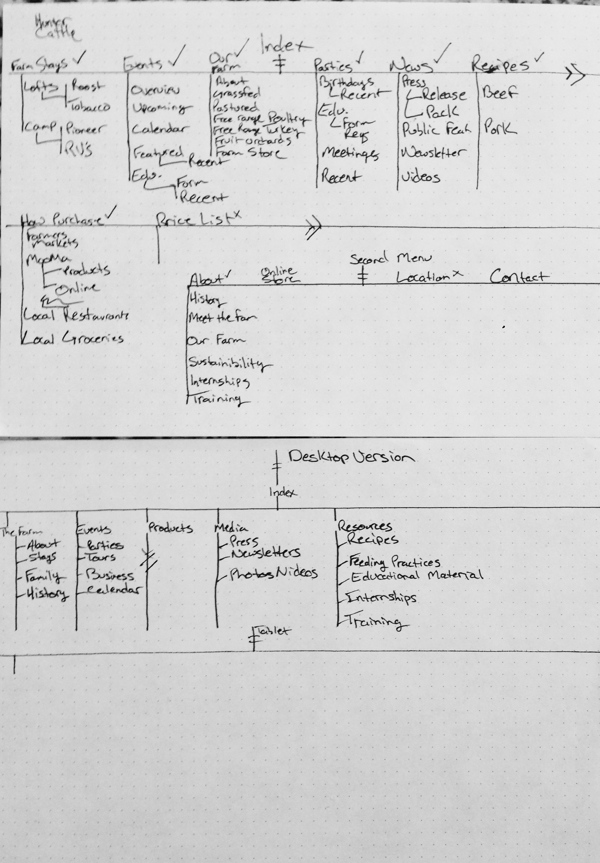 Hunter
Cattle
Index
Farm Stays ✓
Lofts
Roost
Tobacco
Camp
Pioneer
RV's
Events ✓
Overview
Upcoming
Calendar
Featured
Recent
Edu.
Form
Recent
Our ✓
Farm
About
Grassfed
Pastured
Free range Poultry
Free Range Turkey
Fruit orchards
Farm Store
Parties ✓
Birthdays
Recent
Edu.
Form
Reqs
Meetings
Recent
News ✓
Press
Release
Pack
Public Feat
Newsletter
Videos
Recipes ✓
Beef
Pork
How Purchase ✓
Farmers
Markets
Products
Online
Local Restaurants
Local Groceries
Price List x
Second Menu
About ✓
History
Meet the Fam
Our Farm
Sustainibility
Internships
Training
Online
Store
Location x
Contact
Desktop Version
Index
The Farm
About
Stays
Family
History
Events
Parties
Tours
Business
Calendar
Products
Media
Press
Newsletters
Photos/Videos
Resources
Recipes
Feeding Practices
Educational Material
Internships
Training
Tablet